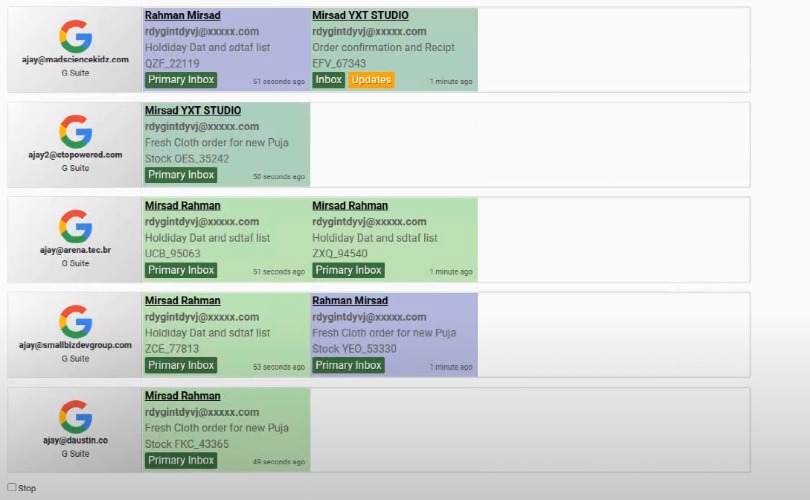 ajay@madsciencekidz.com
G Suite
Rahman Mirsad
rdygintdyvj@xxxxx.com
Holdiday Dat and sdtaf list
QZF_22119
Primary Inbox
51 seconds ago
Mirsad YXT STUDIO
rdygintdyvj@xxxxx.com
Order confirmation and Recipt
EFV_67343
Inbox Updates
1 minute ago
ajay2@ctopowered.com
G Suite
Mirsad YXT STUDIO
rdygintdyvj@xxxxx.com
Fresh Cloth order for new Puja
Stock OES_35242
Primary Inbox
50 seconds ago
ajay@arena.tec.br
G Suite
Mirsad Rahman
rdygintdyvj@xxxxx.com
Holdiday Dat and sdtaf list
UCB_95063
Primary Inbox
51 seconds ago
Mirsad Rahman
rdygintdyvj@xxxxx.com
Holdiday Dat and sdtaf list
ZXQ_94540
Primary Inbox
1 minute ago
ajay@smallbizdevgroup.com
G Suite
Mirsad Rahman
rdygintdyvj@xxxxx.com
Holdiday Dat and sdtaf list
ZCE_77813
Primary Inbox
53 seconds ago
Rahman Mirsad
rdygintdyvj@xxxxx.com
Fresh Cloth order for new Puja
Stock YEO_53330
Primary Inbox
1 minute ago
ajay@daustin.co
G Suite
Mirsad Rahman
rdygintdyvj@xxxxx.com
Fresh Cloth order for new Puja
Stock FKC_43365
Primary Inbox
49 seconds ago
Stop